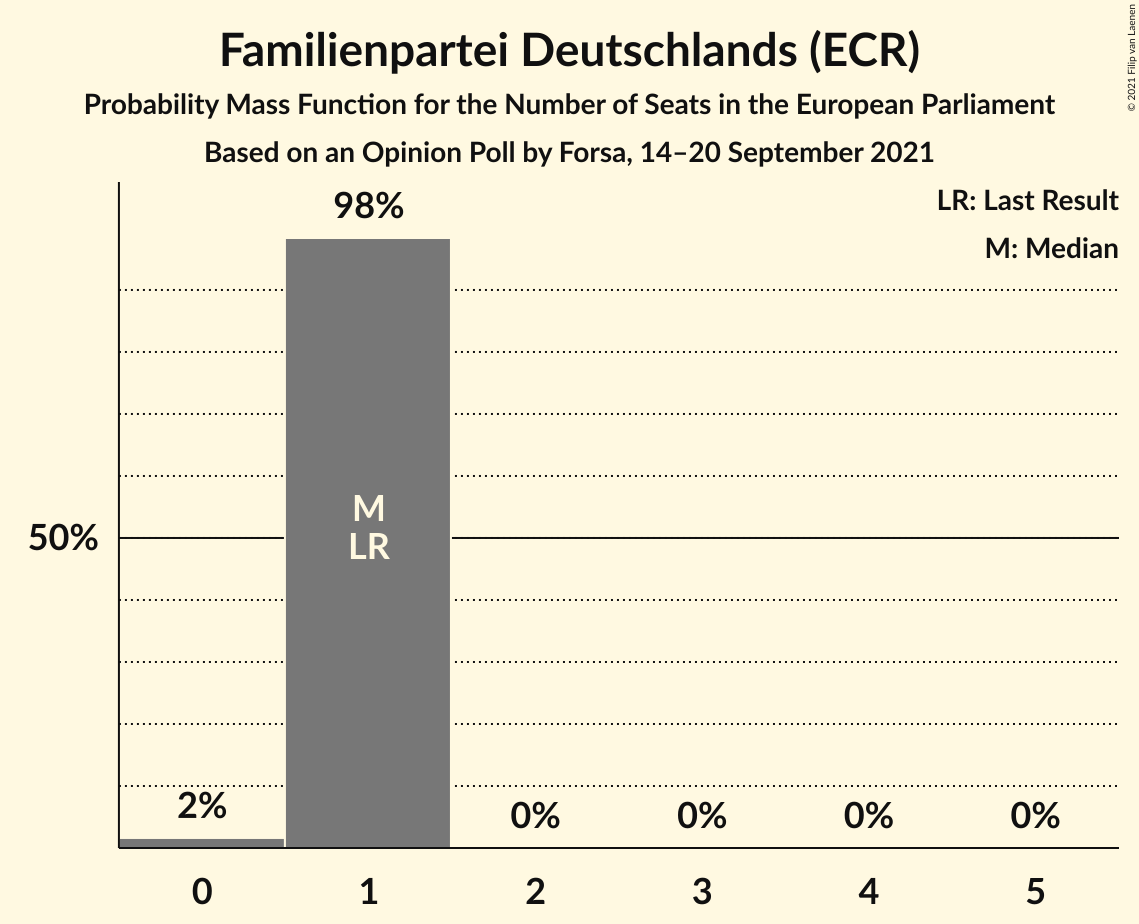 Familienpartei Deutschlands (ECR)
Probability Mass Function for the Number of Seats in the European Parliament
Based on an Opinion Poll by Forsa, 14–20 September 2021
© 2021 Filip van Laenen
LR: Last Result
M: Median
98%
M
LR
50%
2%
0%
0%
0%
0%
0 1 2 3 4 5